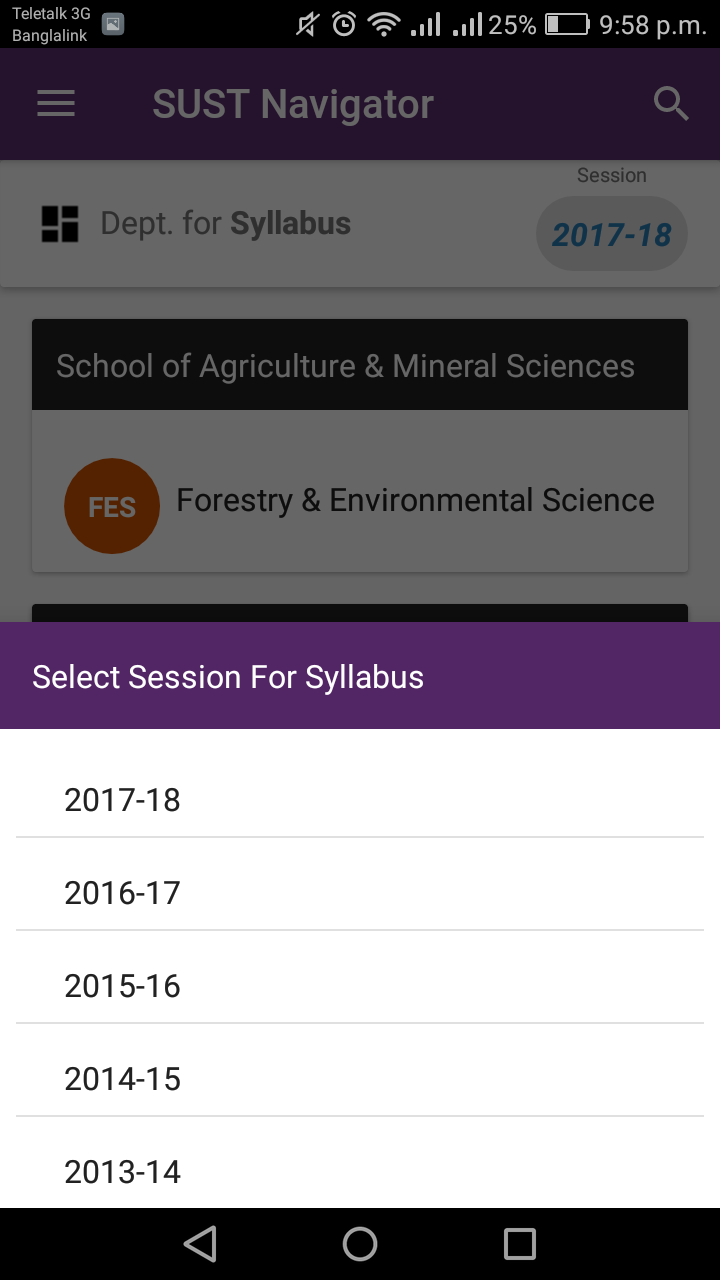 Teletalk 3G
Banglalink
25%
9:58 p.m.
SUST Navigator
Session
Dept. for Syllabus
2017-18
School of Agriculture & Mineral Sciences
FES
Forestry & Environmental Science
Select Session For Syllabus
2017-18
2016-17
2015-16
2014-15
2013-14